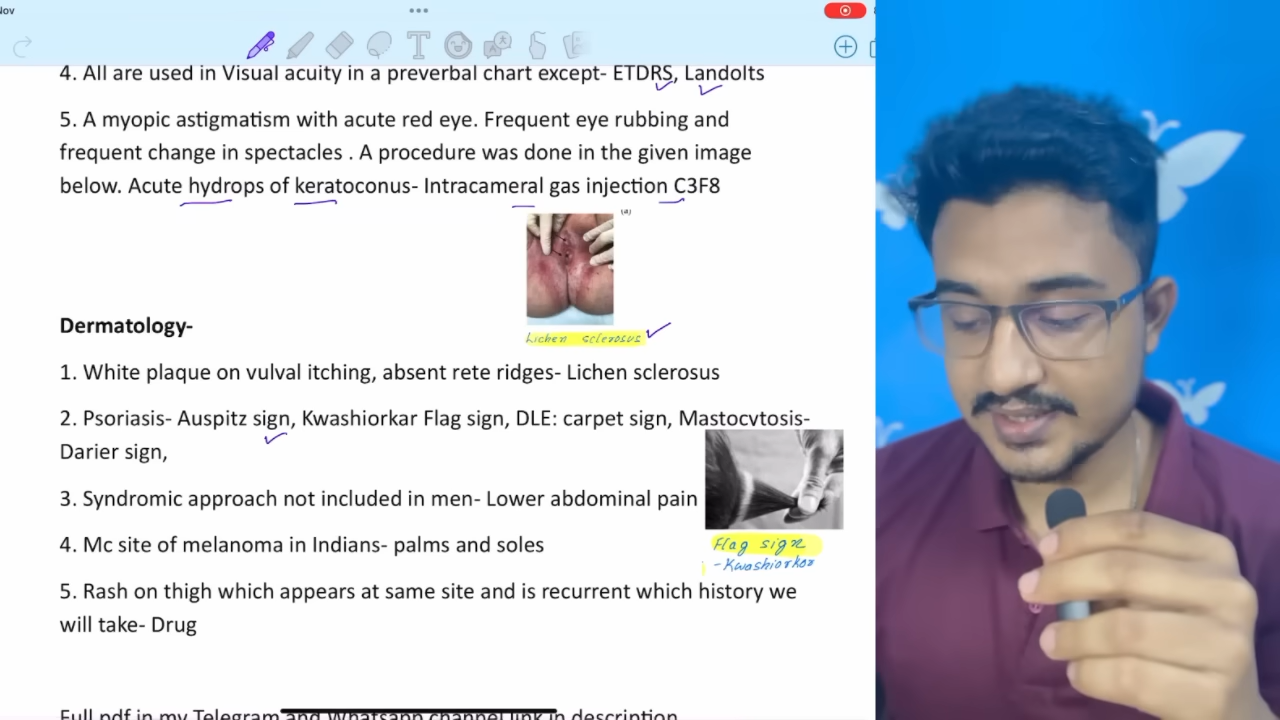 Nov
4. All are used in Visual acuity in a preverbal chart except- ETDRS, Landolts
5. A myopic astigmatism with acute red eye. Frequent eye rubbing and
frequent change in spectacles . A procedure was done in the given image
below. Acute hydrops of keratoconus- Intracameral gas injection C3F8
(a)
Lichen sclerosus
Dermatology-
1. White plaque on vulval itching, absent rete ridges- Lichen sclerosus
2. Psoriasis- Auspitz sign, Kwashiorkar Flag sign, DLE: carpet sign, Mastocytosis-
Darier sign,
3. Syndromic approach not included in men- Lower abdominal pain
Flag sign
-Kwashiorkor
4. Mc site of melanoma in Indians- palms and soles
5. Rash on thigh which appears at same site and is recurrent which history we
will take- Drug
Full pdf in my Telegram and Whatsapp channel link in description